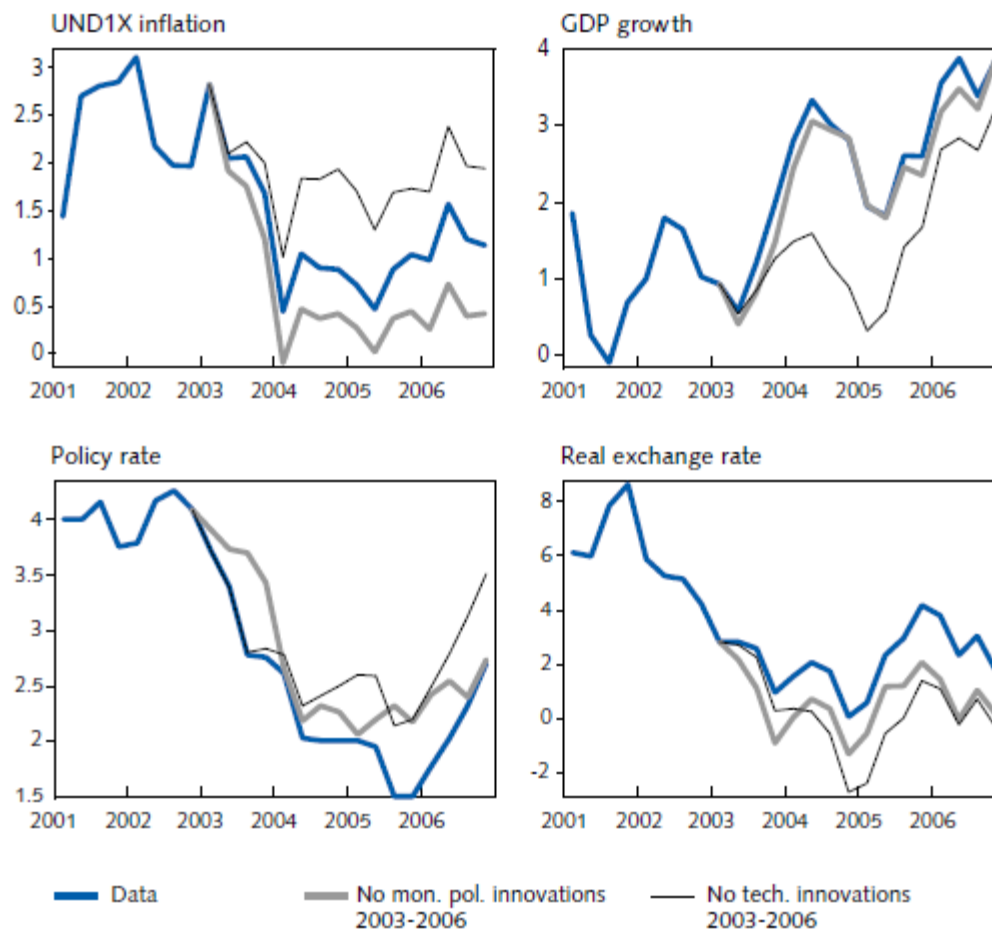 UND1X inflation
GDP growth
3
2.5
2
1.5
1
0.5
0
2001 2002 2003 2004 2005 2006
4
3
2
1
0
2001 2002 2003 2004 2005 2006
Policy rate
Real exchange rate
4
3.5
3
2.5
2
1.5
2001 2002 2003 2004 2005 2006
8
6
4
2
0
-2
2001 2002 2003 2004 2005 2006
Data
No mon. pol. innovations
2003-2006
No tech. innovations
2003-2006